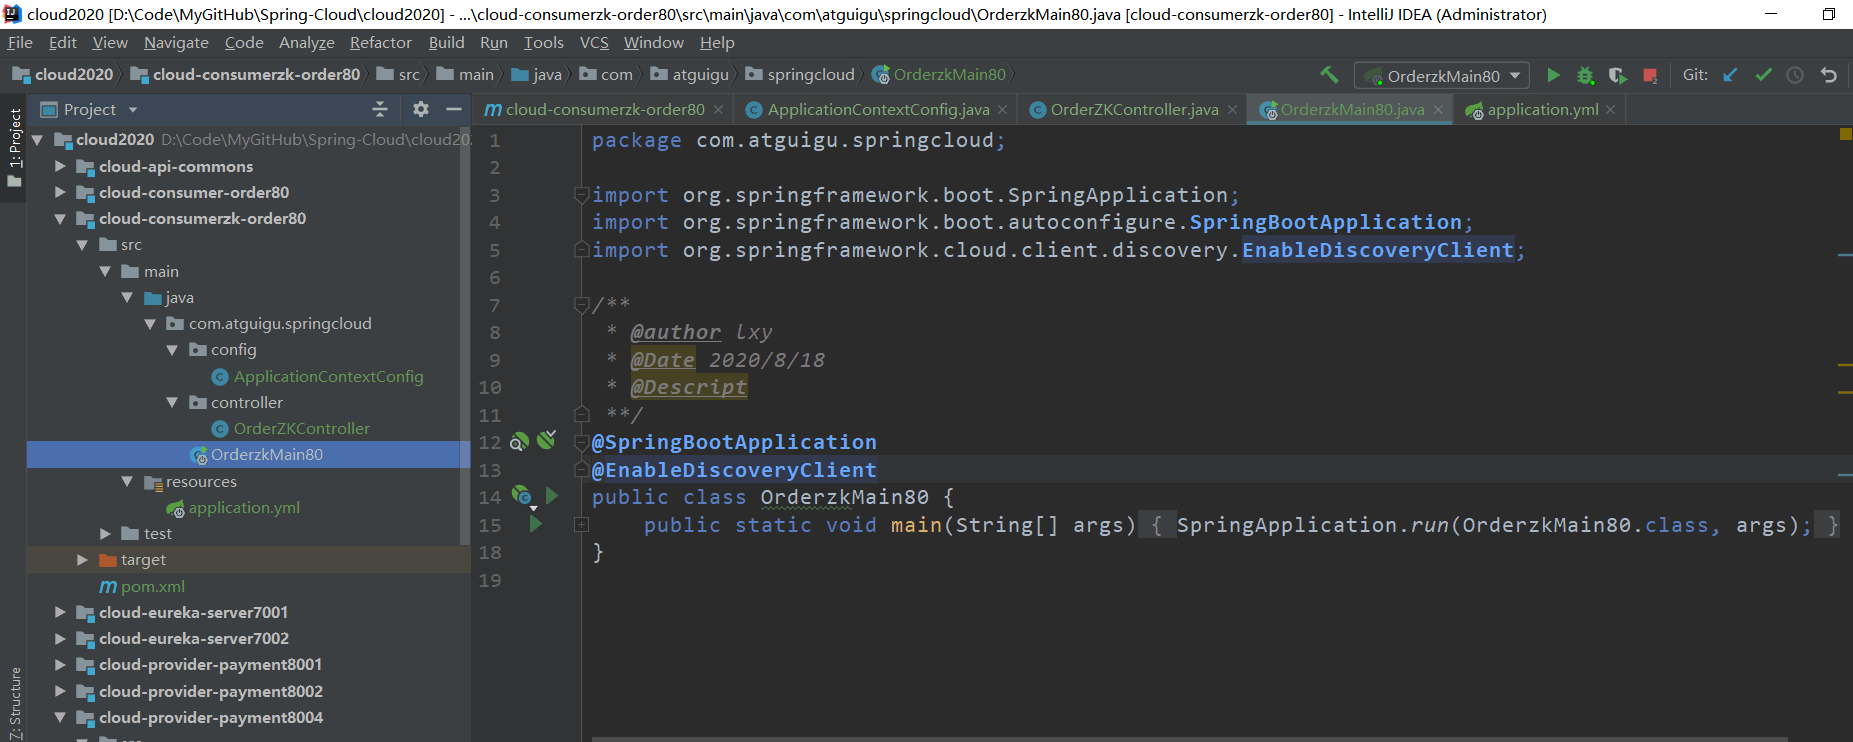 cloud2020 [D:\Code\MyGitHub\Spring-Cloud\cloud2020] - ...\cloud-consumerzk-order80\src\main\java\com\atguigu\springcloud\OrderzkMain80.java [cloud-consumerzk-order80] - IntelliJ IDEA (Administrator)
File Edit View Navigate Code Analyze Refactor Build Run Tools VCS Window Help
cloud2020 cloud-consumerzk-order80 src main java com atguigu springcloud OrderzkMain80 OrderzkMain80 Git:
Project
cloud-consumerzk-order80 ApplicationContextConfig.java OrderZKController.java OrderzkMain80.java application.yml
1: Project
7: Structure
cloud2020 D:\Code\MyGitHub\Spring-Cloud\cloud20
cloud-api-commons
cloud-consumer-order80
cloud-consumerzk-order80
src
main
java
com.atguigu.springcloud
config
ApplicationContextConfig
controller
OrderZKController
OrderzkMain80
resources
application.yml
test
target
pom.xml
cloud-eureka-server7001
cloud-eureka-server7002
cloud-provider-payment8001
cloud-provider-payment8002
cloud-provider-payment8004
1 package com.atguigu.springcloud;
2
3 import org.springframework.boot.SpringApplication;
4 import org.springframework.boot.autoconfigure.SpringBootApplication;
5 import org.springframework.cloud.client.discovery.EnableDiscoveryClient;
6
7 /**
8 * @author lxy
9 * @Date 2020/8/18
10 * @Descript
11 **/
12 @SpringBootApplication
13 @EnableDiscoveryClient
14 public class OrderzkMain80 {
15 public static void main(String[] args) { SpringApplication.run(OrderzkMain80.class, args); }
18 }
19